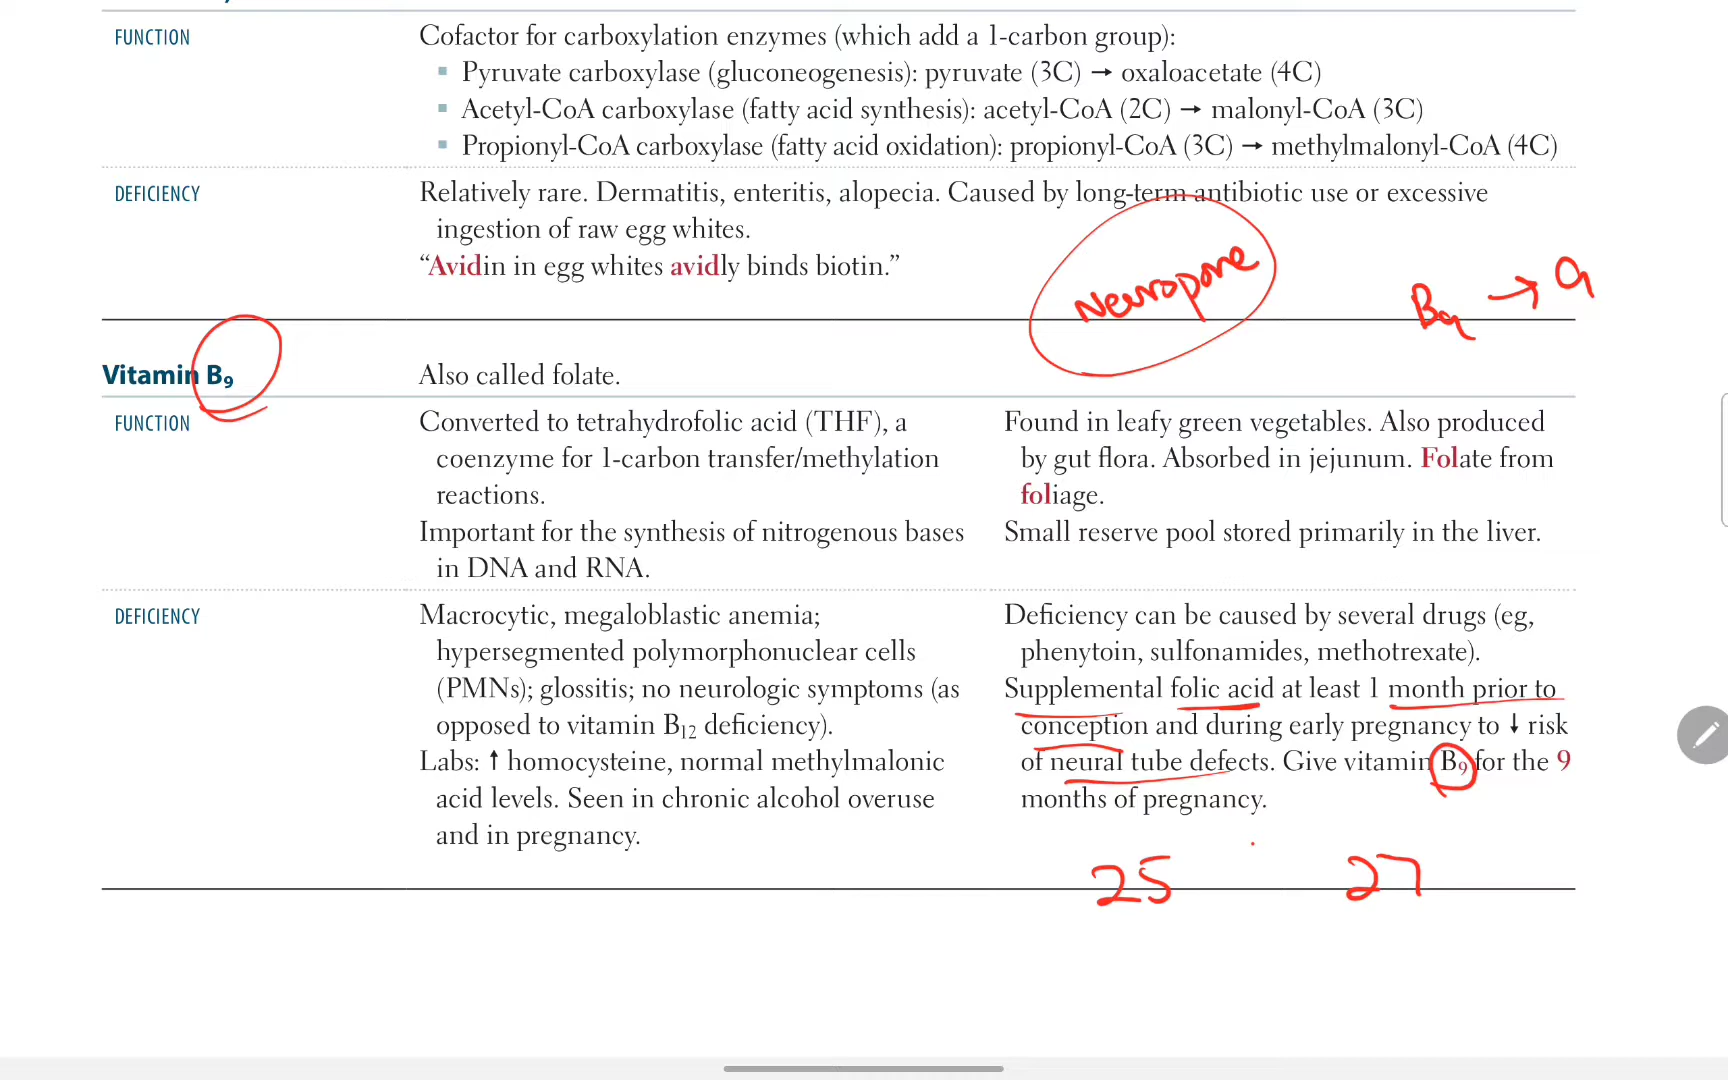 FUNCTION
Cofactor for carboxylation enzymes (which add a 1-carbon group):
▪ Pyruvate carboxylase (gluconeogenesis): pyruvate (3C) → oxaloacetate (4C)
▪ Acetyl-CoA carboxylase (fatty acid synthesis): acetyl-CoA (2C) → malonyl-CoA (3C)
▪ Propionyl-CoA carboxylase (fatty acid oxidation): propionyl-CoA (3C) → methylmalonyl-CoA (4C)
DEFICIENCY
Relatively rare. Dermatitis, enteritis, alopecia. Caused by long-term antibiotic use or excessive
ingestion of raw egg whites.
“Avidin in egg whites avidly binds biotin.”
Neuropore
B9 → 9
Vitamin B₉
Also called folate.
FUNCTION
Converted to tetrahydrofolic acid (THF), a
coenzyme for 1-carbon transfer/methylation
reactions.
Important for the synthesis of nitrogenous bases
in DNA and RNA.
Found in leafy green vegetables. Also produced
by gut flora. Absorbed in jejunum. Folate from
foliage.
Small reserve pool stored primarily in the liver.
DEFICIENCY
Macrocytic, megaloblastic anemia;
hypersegmented polymorphonuclear cells
(PMNs); glossitis; no neurologic symptoms (as
opposed to vitamin B₁₂ deficiency).
Labs: ↑ homocysteine, normal methylmalonic
acid levels. Seen in chronic alcohol overuse
and in pregnancy.
Deficiency can be caused by several drugs (eg,
phenytoin, sulfonamides, methotrexate).
Supplemental folic acid at least 1 month prior to
conception and during early pregnancy to ↓ risk
of neural tube defects. Give vitamin B₉ for the 9
months of pregnancy.
25 27